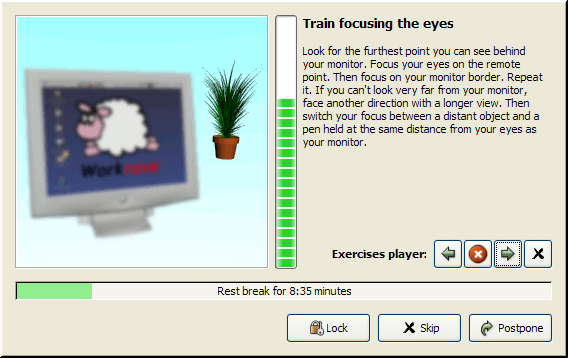 Train focusing the eyes
Look for the furthest point you can see behind
your monitor. Focus your eyes on the remote
point. Then focus on your monitor border. Repeat
it. If you can't look very far from your monitor,
face another direction with a longer view. Then
switch your focus between a distant object and a
pen held at the same distance from your eyes as
your monitor.
Workrave
Exercises player:
Rest break for 8:35 minutes
Lock
Skip
Postpone